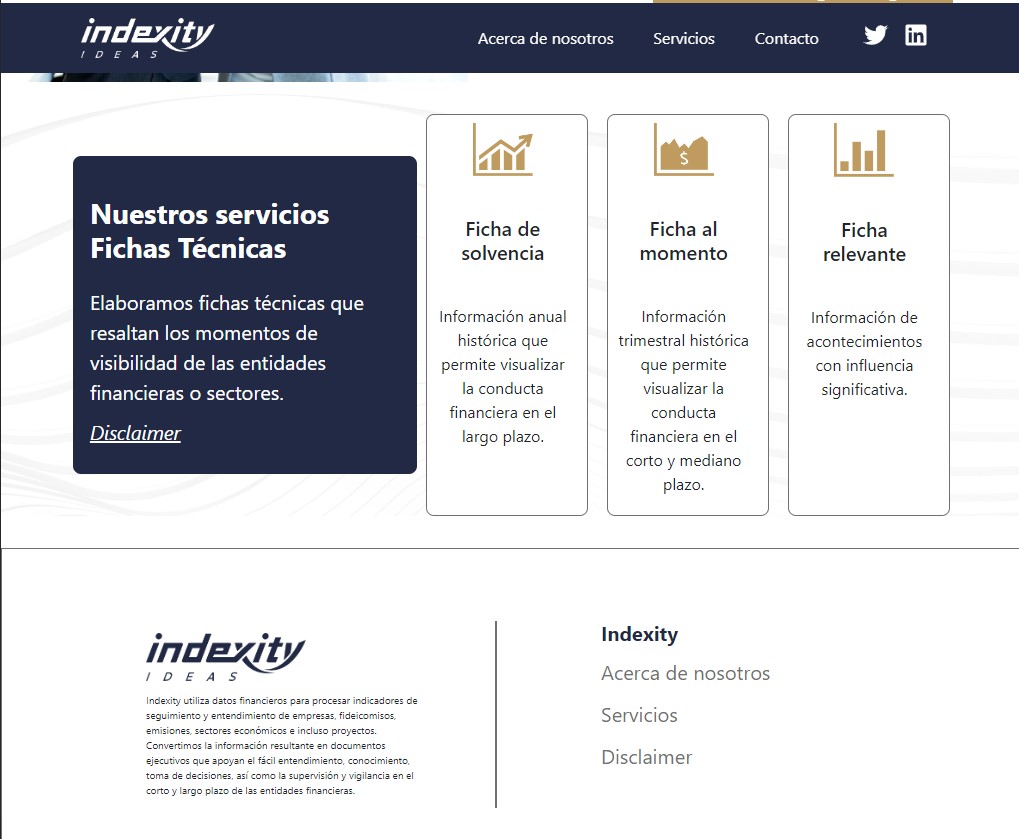 indexity
IDEAS
Acerca de nosotros
Servicios
Contacto
in
Nuestros servicios
Fichas Técnicas
Elaboramos fichas técnicas que
resaltan los momentos de
visibilidad de las entidades
financieras o sectores.
Disclaimer
Ficha de
solvencia
Información anual
histórica que
permite visualizar
la conducta
financiera en el
largo plazo.
$
Ficha al
momento
Información
trimestral histórica
que permite
visualizar la
conducta
financiera en el
corto y mediano
plazo.
Ficha
relevante
Información de
acontecimientos
con influencia
significativa.
indexity
IDEAS
Indexity utiliza datos financieros para procesar indicadores de
seguimiento y entendimiento de empresas, fideicomisos,
emisiones, sectores económicos e incluso proyectos.
Convertimos la información resultante en documentos
ejecutivos que apoyan el fácil entendimiento, conocimiento,
toma de decisiones, así como la supervisión y vigilancia en el
corto y largo plazo de las entidades financieras.
Indexity
Acerca de nosotros
Servicios
Disclaimer